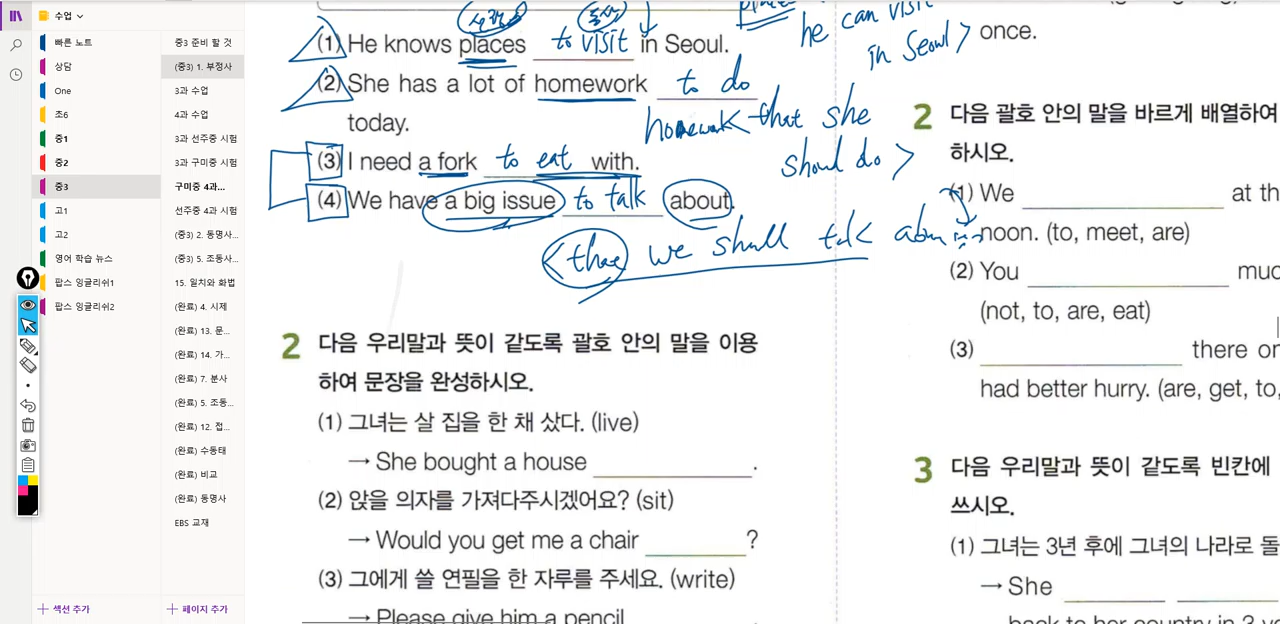 수업
빠른 노트
상담
One
초6
중1
중2
중3
고1
고2
영어 학습 뉴스
팝스 잉글리쉬1
팝스 잉글리쉬2
섹션 추가
중3 준비 할 것
(중3) 1. 부정사
3과 수업
4과 수업
3과 선주중 시험
3과 구미중 시험
구미중 4과...
선주중 4과 시험
(중3) 2. 동명사...
(중3) 5. 조동사...
15. 일치와 화법
(완료) 4. 시제
(완료) 13. 문...
(완료) 14. 가...
(완료) 7. 분사
(완료) 5. 조동...
(완료) 12. 접...
(완료) 수동태
(완료) 비교
(완료) 동명사
EBS 교재
페이지 추가
(1) He knows places to visit in Seoul.
he can visit
in Seoul>
(2) She has a lot of homework to do
today.
homework that she
should do >
(3) I need a fork to eat with.
(4) We have a big issue to talk about.
< that we should talk about
2 다음 우리말과 뜻이 같도록 괄호 안의 말을 이용
하여 문장을 완성하시오.
(1) 그녀는 살 집을 한 채 샀다. (live)
→ She bought a house .
(2) 앉을 의자를 가져다주시겠어요? (sit)
→ Would you get me a chair ?
(3) 그에게 쓸 연필을 한 자루를 주세요. (write)
→ Please give him a pencil .
once.
2 다음 괄호 안의 말을 바르게 배열하여
하시오.
(1) We at th
noon. (to, meet, are)
(2) You muc
(not, to, are, eat)
(3) there on
had better hurry. (are, get, to,
3 다음 우리말과 뜻이 같도록 빈칸에
쓰시오.
(1) 그녀는 3년 후에 그녀의 나라로 돌
→ She
back to her country in 3 ye